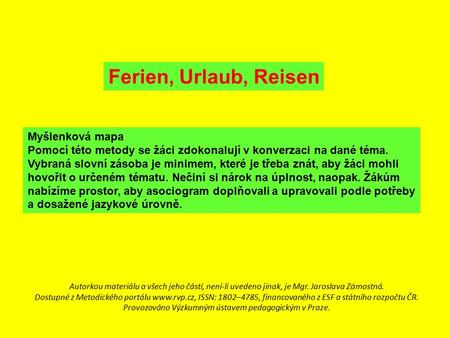 Ferien, Urlaub, Reisen
Myšlenková mapa
Pomocí této metody se žáci zdokonalují v konverzaci na dané téma.
Vybraná slovní zásoba je minimem, které je třeba znát, aby žáci mohli
hovořit o určeném tématu. Nečiní si nárok na úplnost, naopak. Žákům
nabízíme prostor, aby asociogram doplňovali a upravovali podle potřeby
a dosažené jazykové úrovně.
Autorkou materiálu a všech jeho částí, není-li uvedeno jinak, je Mgr. Jaroslava Zámostná.
Dostupné z Metodického portálu www.rvp.cz, ISSN: 1802–4785, financovaného z ESF a státního rozpočtu ČR.
Provozováno Výzkumným ústavem pedagogickým v Praze.